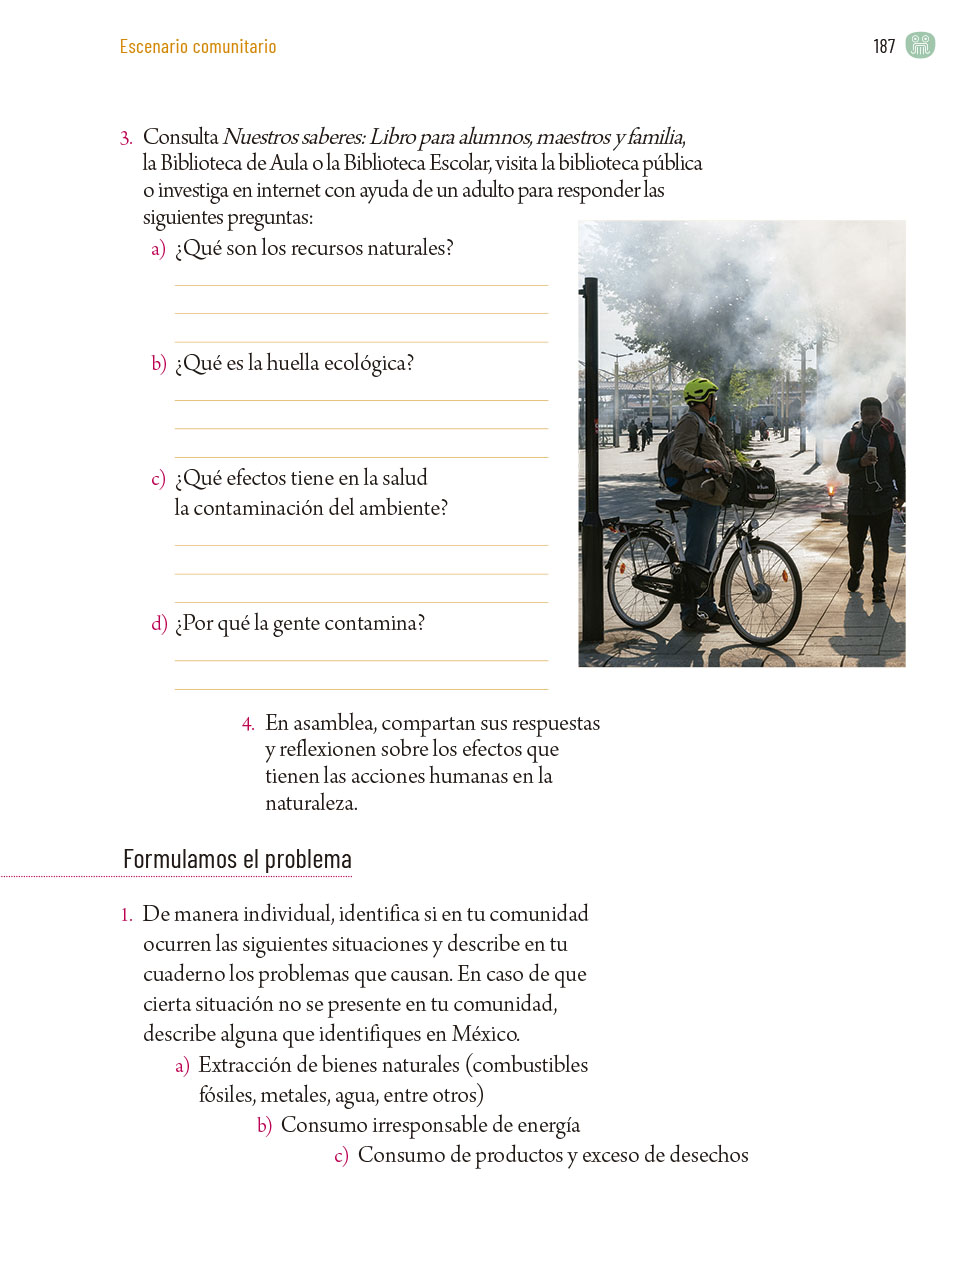 Escenario comunitario
187
3. Consulta Nuestros saberes: Libro para alumnos, maestros y familia,
la Biblioteca de Aula o la Biblioteca Escolar, visita la biblioteca pública
o investiga en internet con ayuda de un adulto para responder las
siguientes preguntas:
a) ¿Qué son los recursos naturales?
b) ¿Qué es la huella ecológica?
c) ¿Qué efectos tiene en la salud
la contaminación del ambiente?
d) ¿Por qué la gente contamina?
4. En asamblea, compartan sus respuestas
y reflexionen sobre los efectos que
tienen las acciones humanas en la
naturaleza.
Formulamos el problema
1. De manera individual, identifica si en tu comunidad
ocurren las siguientes situaciones y describe en tu
cuaderno los problemas que causan. En caso de que
cierta situación no se presente en tu comunidad,
describe alguna que identifiques en México.
a) Extracción de bienes naturales (combustibles
fósiles, metales, agua, entre otros)
b) Consumo irresponsable de energía
c) Consumo de productos y exceso de desechos